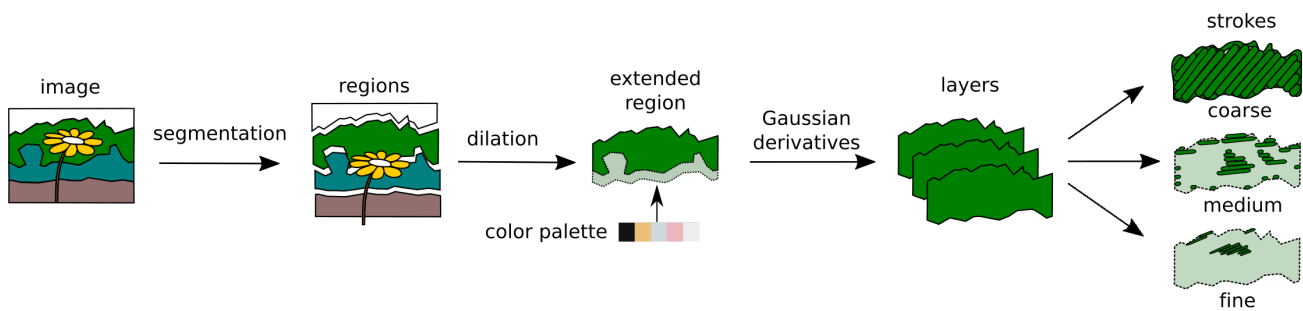 image
segmentation
regions
dilation
extended
region
color palette
Gaussian
derivatives
layers
strokes
coarse
medium
fine